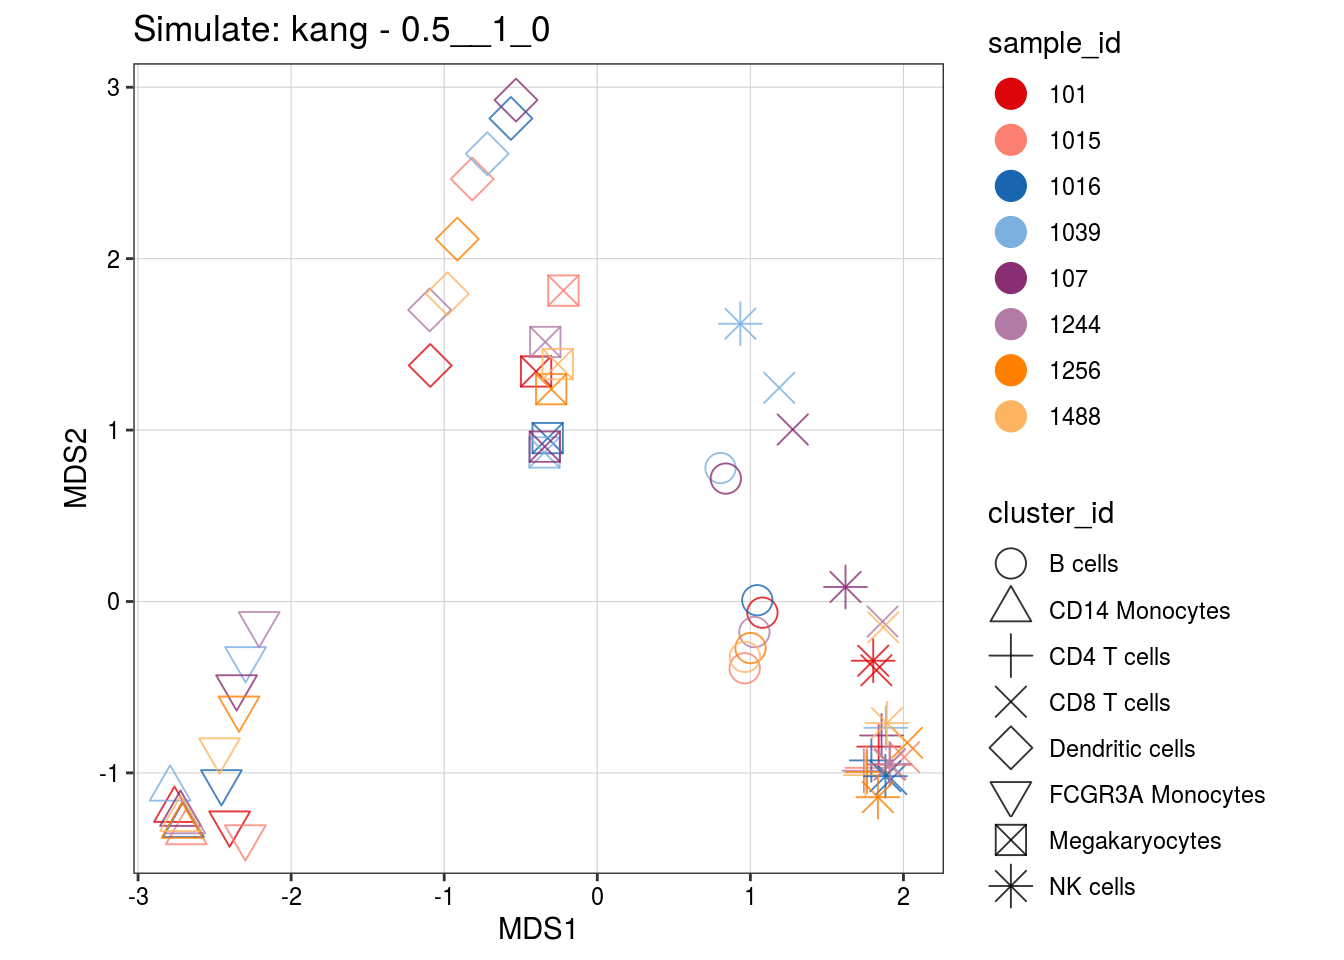 Simulate: kang - 0.5__1_0
sample_id
101
1015
1016
1039
107
1244
1256
1488
cluster_id
B cells
CD14 Monocytes
CD4 T cells
CD8 T cells
Dendritic cells
FCGR3A Monocytes
Megakaryocytes
NK cells
MDS2
3
2
1
0
-1
-3
-2
-1
0
1
2
MDS1